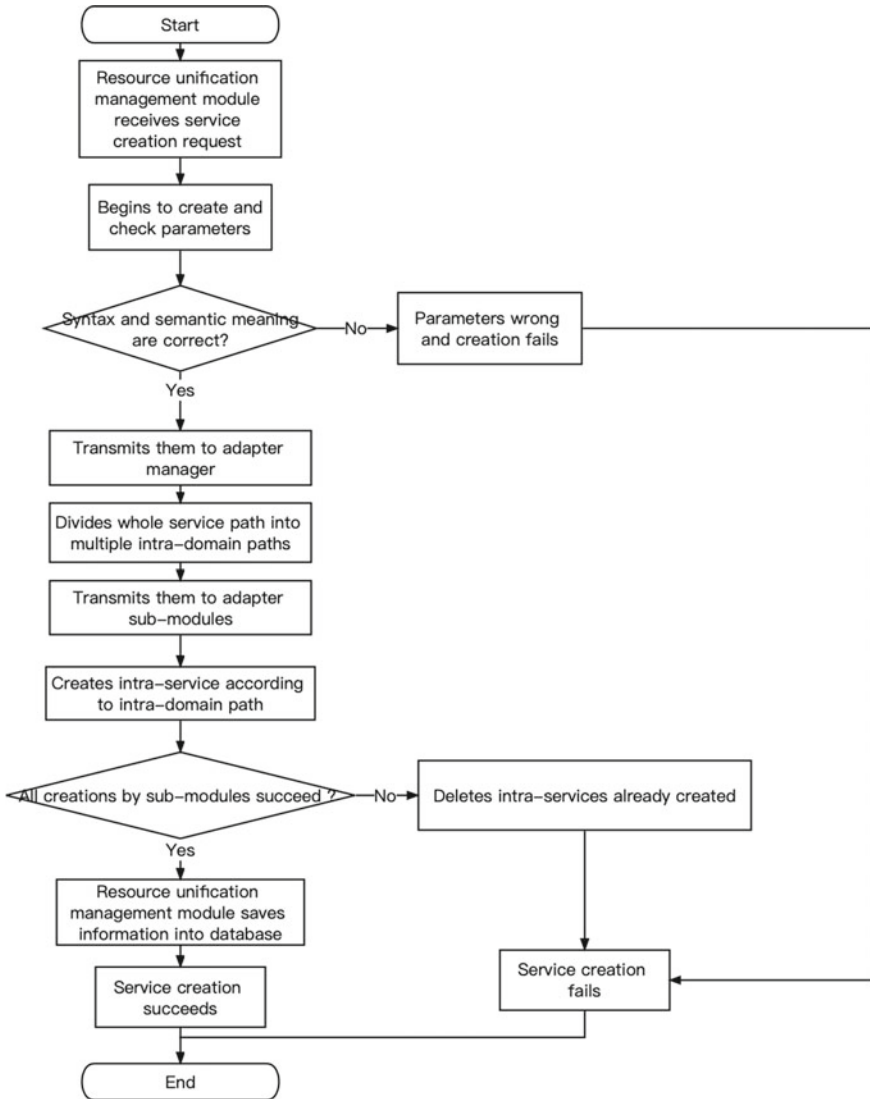 Start
Resource unification
management module
receives service
creation request
Begins to create and
check parameters
Syntax and semantic meaning
are correct?
No
Parameters wrong
and creation fails
Yes
Transmits them to adapter
manager
Divides whole service path into
multiple intra-domain paths
Transmits them to adapter
sub-modules
Creates intra-service according
to intra-domain path
All creations by sub-modules succeed ?
No
Deletes intra-services already created
Yes
Resource unification
management module saves
information into database
Service creation
succeeds
Service creation
fails
End